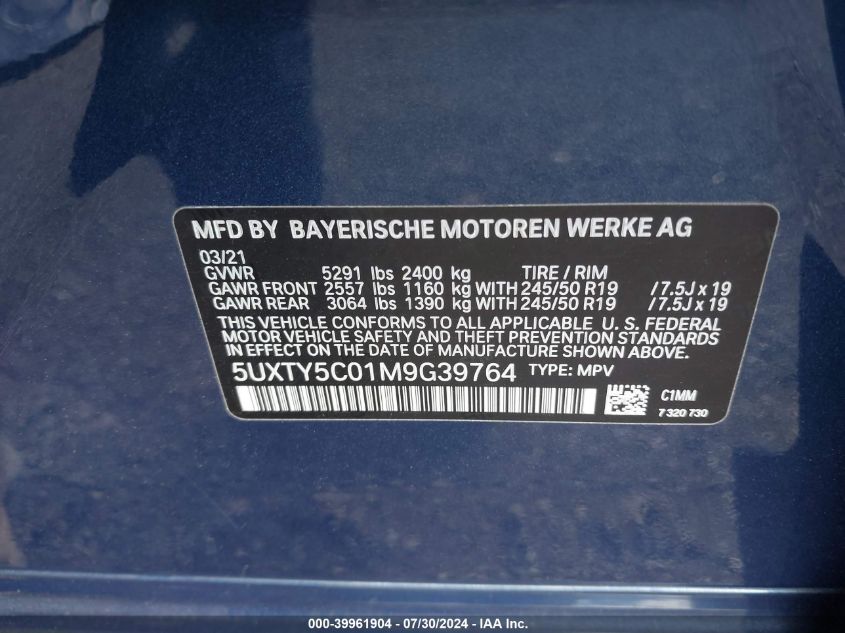 MFD BY BAYERISCHE MOTOREN WERKE AG
03/21
GVWR 5291 lbs 2400 kg TIRE / RIM
GAWR FRONT 2557 lbs 1160 kg WITH 245/50 R19 /7.5J x 19
GAWR REAR 3064 lbs 1390 kg WITH 245/50 R19 /7.5J x 19
THIS VEHICLE CONFORMS TO ALL APPLICABLE U. S. FEDERAL
MOTOR VEHICLE SAFETY AND THEFT PREVENTION STANDARDS
IN EFFECT ON THE DATE OF MANUFACTURE SHOWN ABOVE.
5UXTY5C01M9G39764 TYPE: MPV
C1MM
7 320 730
000-39961904 - 07/30/2024 - IAA Inc.